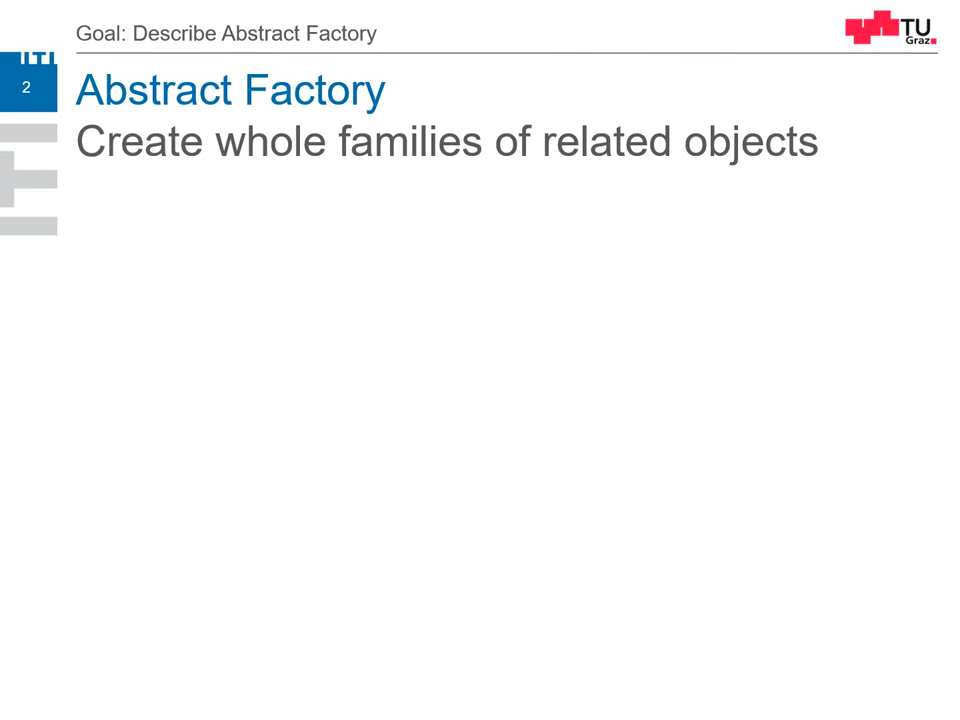 Goal: Describe Abstract Factory
TU
Graz
2
Abstract Factory
Create whole families of related objects